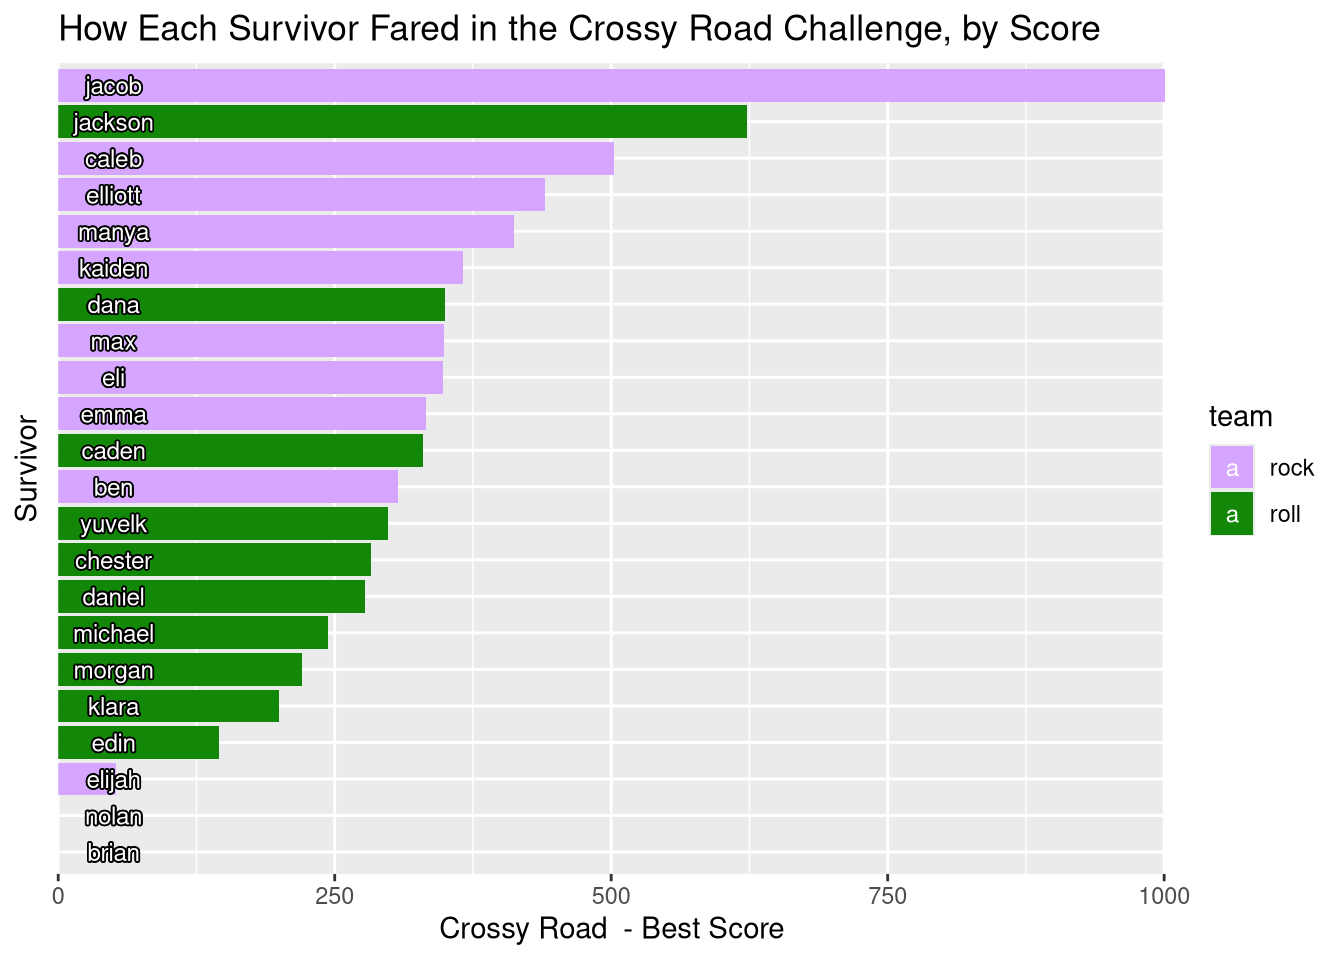 How Each Survivor Fared in the Crossy Road Challenge, by Score
jacob
jackson
caleb
elliott
manya
kaiden
dana
max
eli
emma
caden
ben
yuvelk
chester
daniel
michael
morgan
klara
edin
elijah
nolan
brian
Survivor
0 250 500 750 1000
Crossy Road  - Best Score
team
a rock
a roll